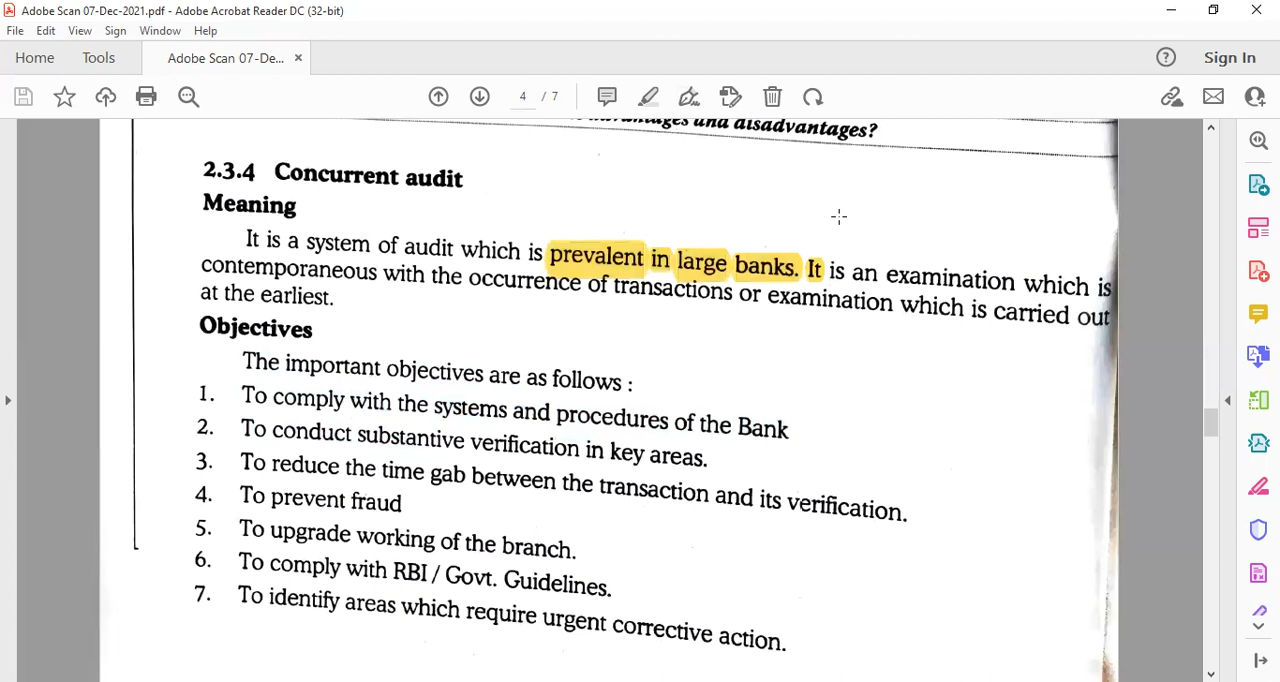 Adobe Scan 07-Dec-2021.pdf - Adobe Acrobat Reader DC (32-bit)
File Edit View Sign Window Help
Home Tools Adobe Scan 07-De... × Sign In
4 / 7
and disadvantages?
2.3.4 Concurrent audit
Meaning
It is a system of audit which is prevalent in large banks. It is an examination which is
contemporaneous with the occurrence of transactions or examination which is carried out
at the earliest.
Objectives
The important objectives are as follows :
1. To comply with the systems and procedures of the Bank
2. To conduct substantive verification in key areas.
3. To reduce the time gab between the transaction and its verification.
4. To prevent fraud
5. To upgrade working of the branch.
6. To comply with RBI / Govt. Guidelines.
7. To identify areas which require urgent corrective action.